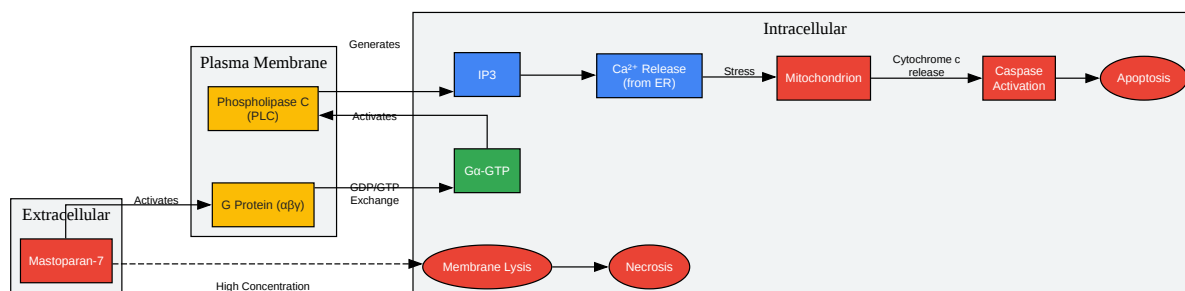 Intracellular
Generates
Plasma Membrane
IP3
Ca²⁺ Release
(from ER)
Stress
Mitochondrion
Cytochrome c
release
Caspase
Activation
Apoptosis
Phospholipase C
(PLC)
Activates
Gα-GTP
GDP/GTP
Exchange
G Protein (αβγ)
Activates
Extracellular
Mastoparan-7
High Concentration
Membrane Lysis
Necrosis